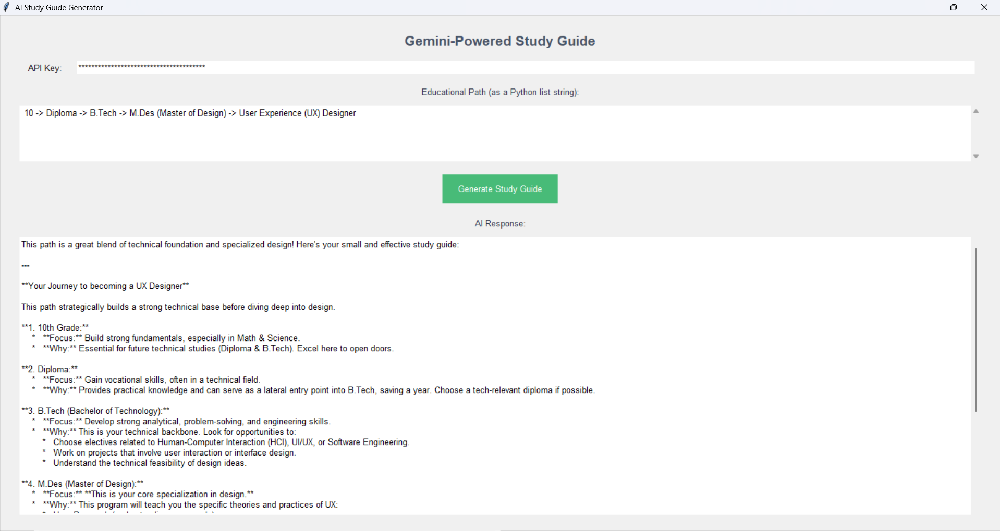 AI Study Guide Generator
Gemini-Powered Study Guide
API Key: ***************************************
Educational Path (as a Python list string):
10 -> Diploma -> B.Tech -> M.Des (Master of Design) -> User Experience (UX) Designer
Generate Study Guide
AI Response:
This path is a great blend of technical foundation and specialized design! Here's your small and effective study guide:
---
**Your Journey to becoming a UX Designer**
This path strategically builds a strong technical base before diving deep into design.
**1. 10th Grade:**
* **Focus:** Build strong fundamentals, especially in Math & Science.
* **Why:** Essential for future technical studies (Diploma & B.Tech). Excel here to open doors.
**2. Diploma:**
* **Focus:** Gain vocational skills, often in a technical field.
* **Why:** Provides practical knowledge and can serve as a lateral entry point into B.Tech, saving a year. Choose a tech-relevant diploma if possible.
**3. B.Tech (Bachelor of Technology):**
* **Focus:** Develop strong analytical, problem-solving, and engineering skills.
* **Why:** This is your technical backbone. Look for opportunities to:
* Choose electives related to Human-Computer Interaction (HCI), UI/UX, or Software Engineering.
* Work on projects that involve user interaction or interface design.
* Understand the technical feasibility of design ideas.
**4. M.Des (Master of Design):**
* **Focus:** **This is your core specialization in design.**
* **Why:** This program will teach you the specific theories and practices of UX: